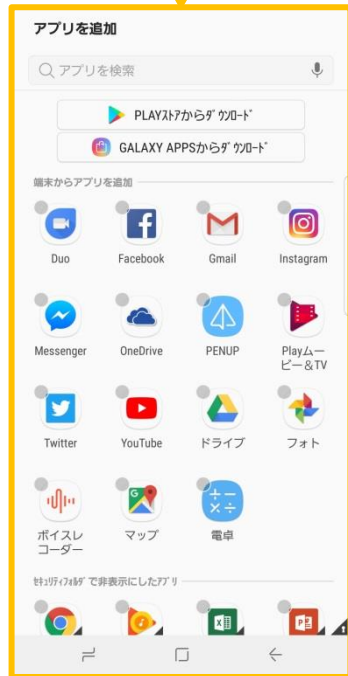 アプリを追加
アプリを検索
PLAYｽﾄｱからﾀﾞｳﾝﾛｰﾄﾞ
GALAXY APPSからﾀﾞｳﾝﾛｰﾄﾞ
端末からアプリを追加
Duo Facebook Gmail Instagram
Messenger OneDrive PENUP Playムー
ビー&TV
Twitter YouTube ドライブ フォト
ボイスレ マップ 電卓
コーダー
ｾｷｭﾘﾃｨﾌｫﾙﾀﾞで非表示にしたｱﾌﾟﾘ